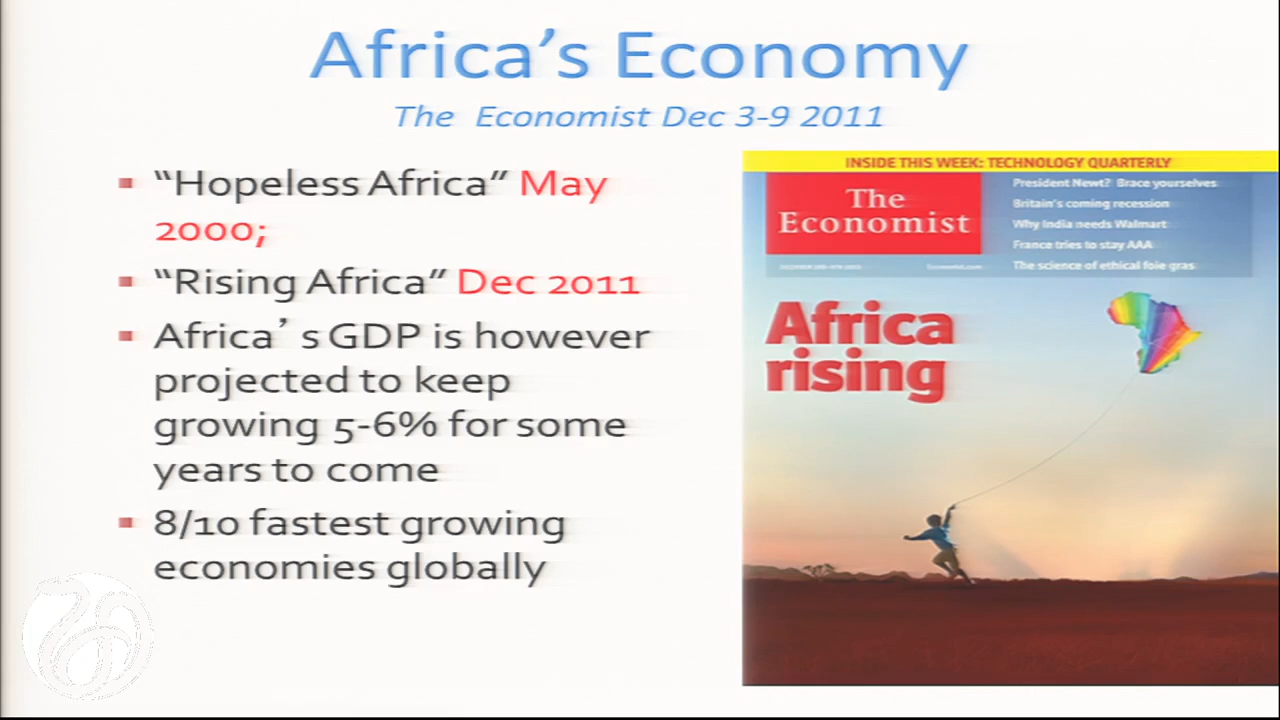 Africa's Economy
The Economist Dec 3-9 2011
"Hopeless Africa" May
2000;
"Rising Africa" Dec 2011
Africa's GDP is however
projected to keep
growing 5-6% for some
years to come
8/10 fastest growing
economies globally
INSIDE THIS WEEK: TECHNOLOGY QUARTERLY
The
Economist
President Newt? Brace yourselves
Britain's coming recession
Why India needs Walmart
France tries to stay AAA
The science of ethical foie gras
Economist.com
Africa
rising